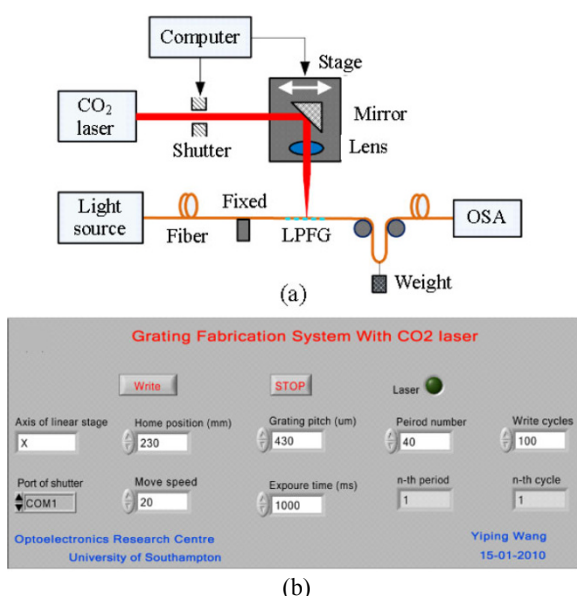 Computer
Stage
CO2
laser
Mirror
Shutter
Lens
Light
source
Fixed
Fiber
LPFG
OSA
Weight
(a)
Grating Fabrication System With CO2 laser
Write
STOP
Laser
Axis of linear stage
Home position (mm)
Grating pitch (um)
Peirod number
Write cycles
X
230
430
40
100
Port of shutter
Move speed
Expoure time (ms)
n-th period
n-th cycle
COM1
20
1000
1
1
Optoelectronics Research Centre
University of Southampton
Yiping Wang
15-01-2010
(b)